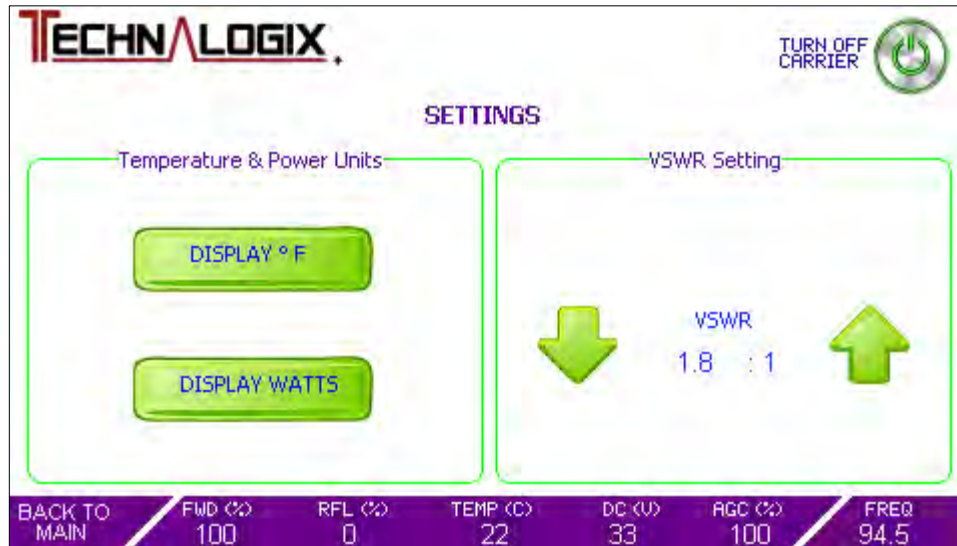 TECHNALOGIX.
TURN OFF
CARRIER
SETTINGS
Temperature & Power Units
DISPLAY ° F
DISPLAY WATTS
VSWR Setting
VSWR
1.8 : 1
BACK TO
MAIN
FWD (%) RFL (%) TEMP (C) DC (V) AGC (%) FREQ
100 0 22 33 100 94.5